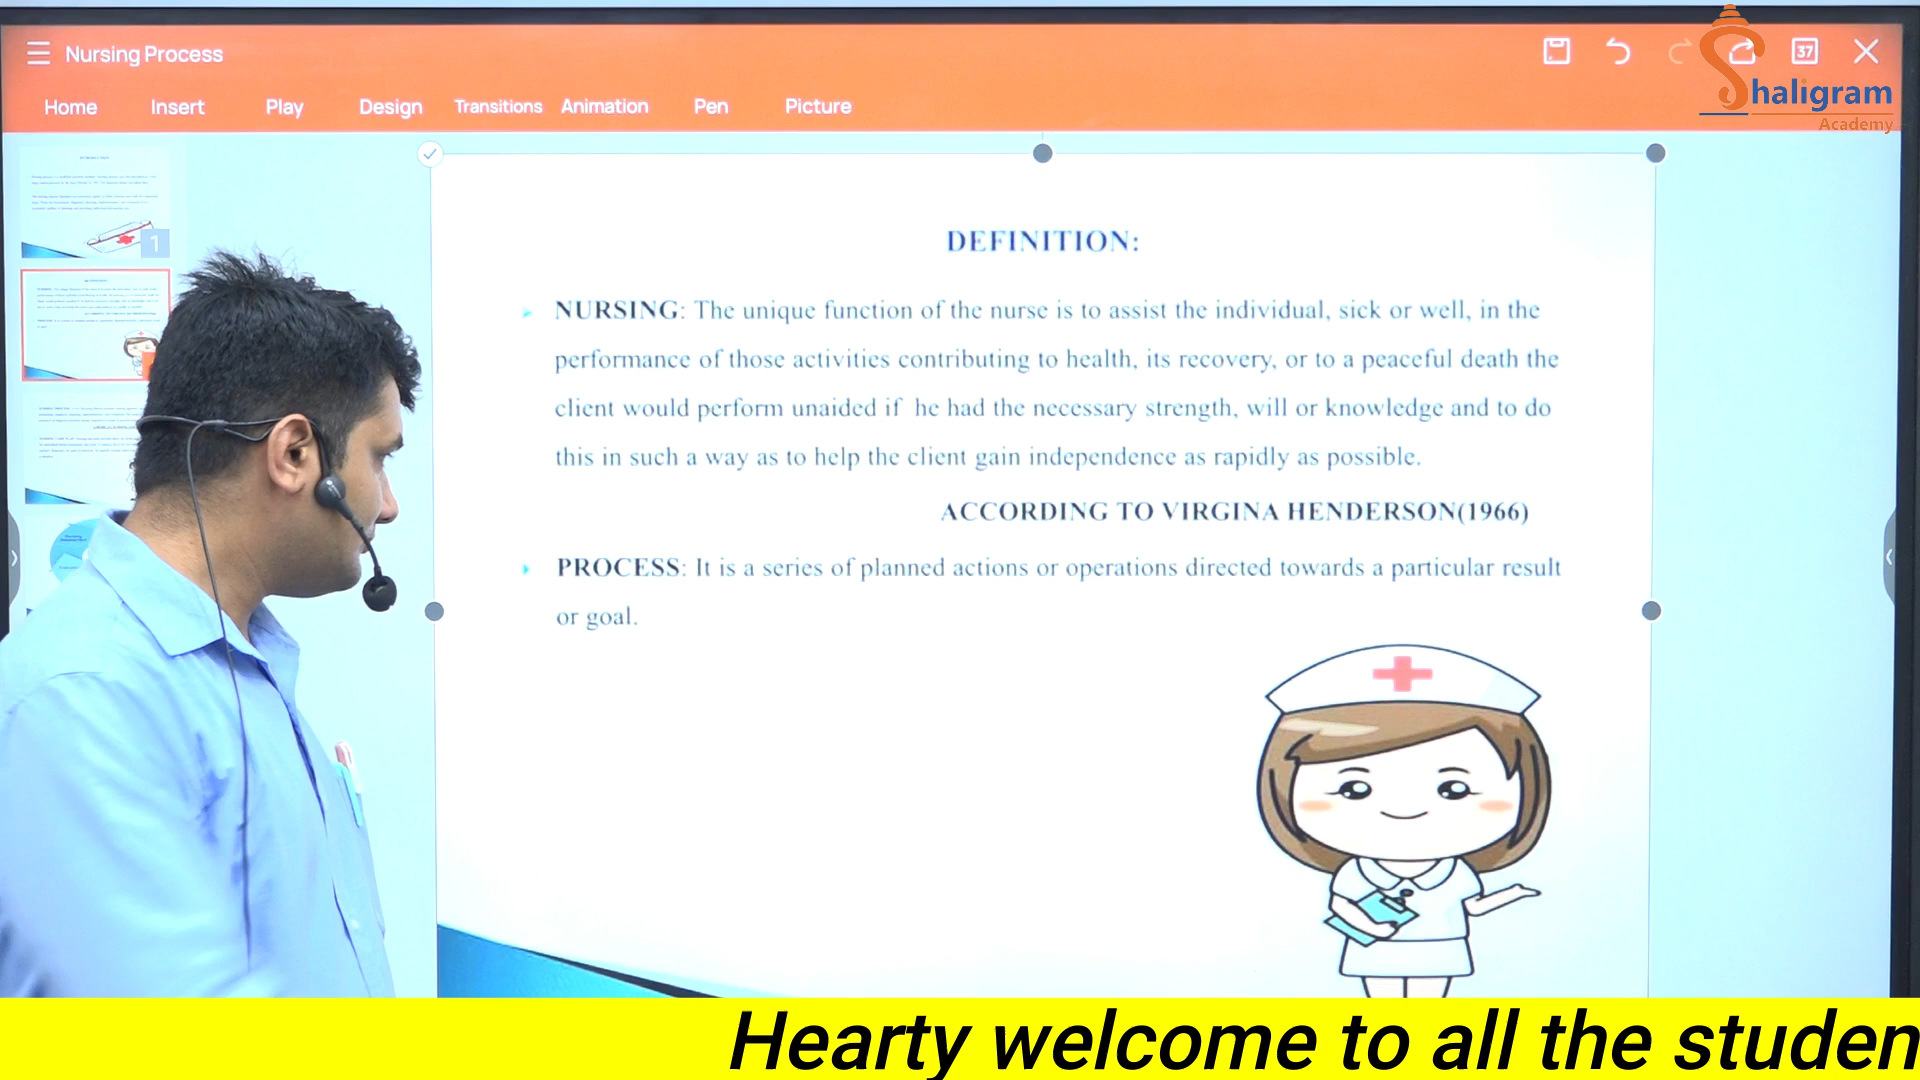 Nursing Process
37
Shaligram
Academy
Home Insert Play Design Transitions Animation Pen Picture
1
DEFINITION:
NURSING: The unique function of the nurse is to assist the individual, sick or well, in the
performance of those activities contributing to health, its recovery, or to a peaceful death the
client would perform unaided if he had the necessary strength, will or knowledge and to do
this in such a way as to help the client gain independence as rapidly as possible.
ACCORDING TO VIRGINA HENDERSON(1966)
PROCESS: It is a series of planned actions or operations directed towards a particular result
or goal.
Hearty welcome to all the studen